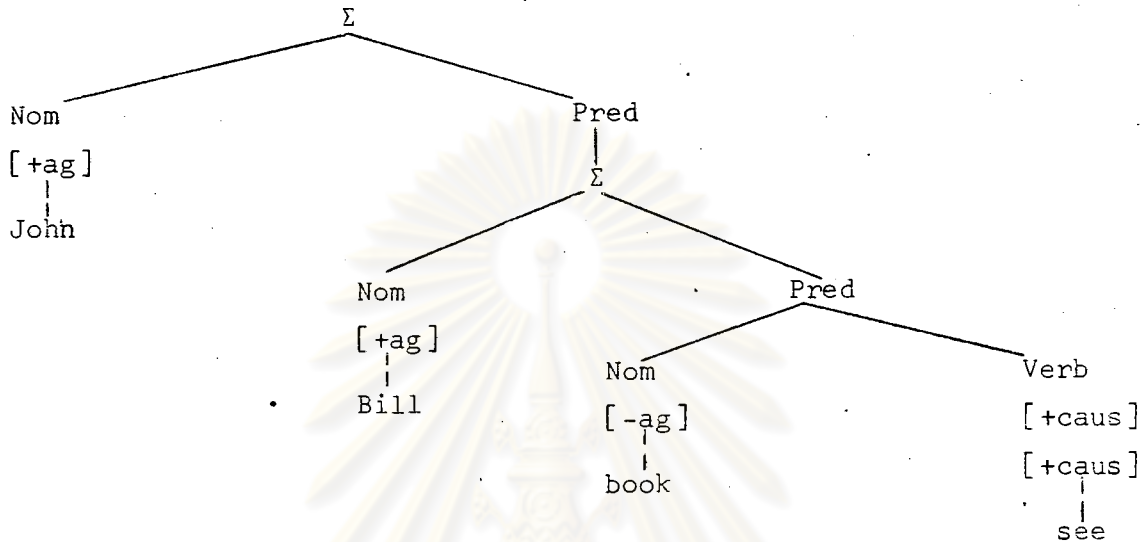 Σ
Nom Pred
[+ag] Σ
John
Nom Pred
[+ag] Nom Verb
Bill [-ag] [+caus]
book [+caus]
see